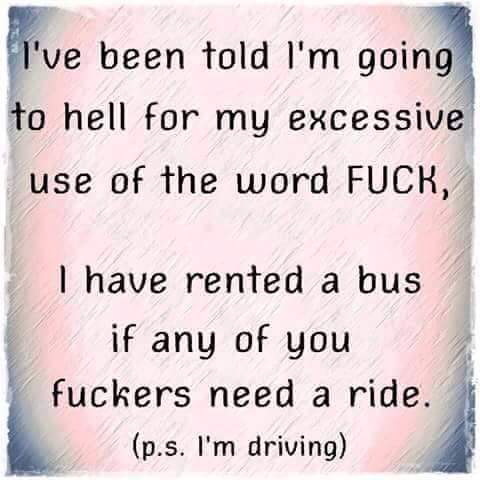 I've been told I'm going
to hell for my excessive
use of the word FUCK,
I have rented a bus
if any of you
fuckers need a ride.
(p.s. I'm driving)